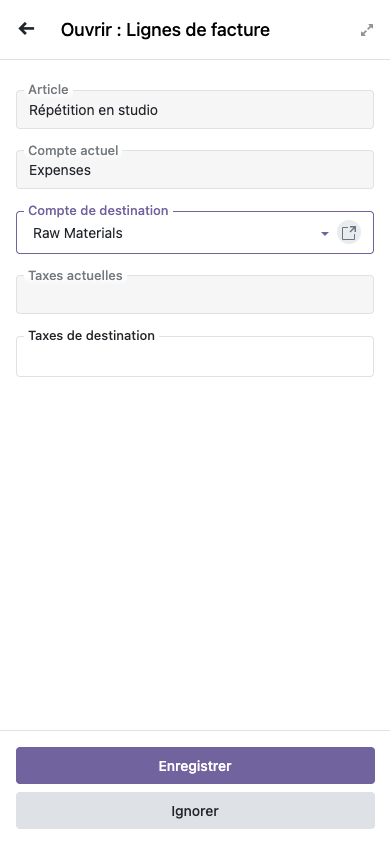 Ouvrir : Lignes de facture
Article
Répétition en studio
Compte actuel
Expenses
Compte de destination
Raw Materials
Taxes actuelles
Taxes de destination
Enregistrer
Ignorer